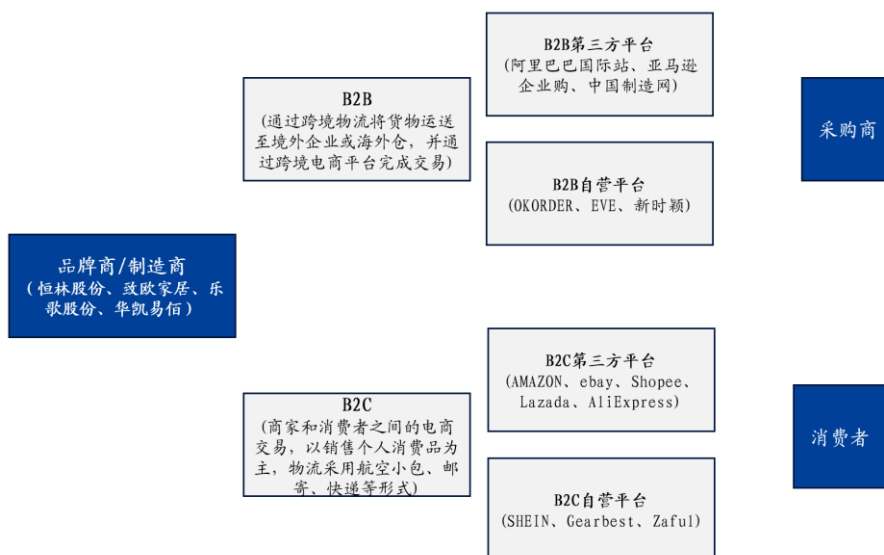 品牌商/制造商
(恒林股份、致欧家居、乐
歌股份、华凯易佰)
B2B
(通过跨境物流将货物运送
至境外企业或海外仓，并通
过跨境电商平台完成交易)
B2B第三方平台
(阿里巴巴国际站、亚马逊
企业购、中国制造网)
B2B自营平台
(OKORDER、EVE、新时颖)
采购商
B2C
(商家和消费者之间的电商
交易，以销售个人消费品为
主，物流采用航空小包、邮
寄、快递等形式)
B2C第三方平台
(AMAZON、ebay、Shopee、
Lazada、AliExpress)
B2C自营平台
(SHEIN、Gearbest、Zaful)
消费者